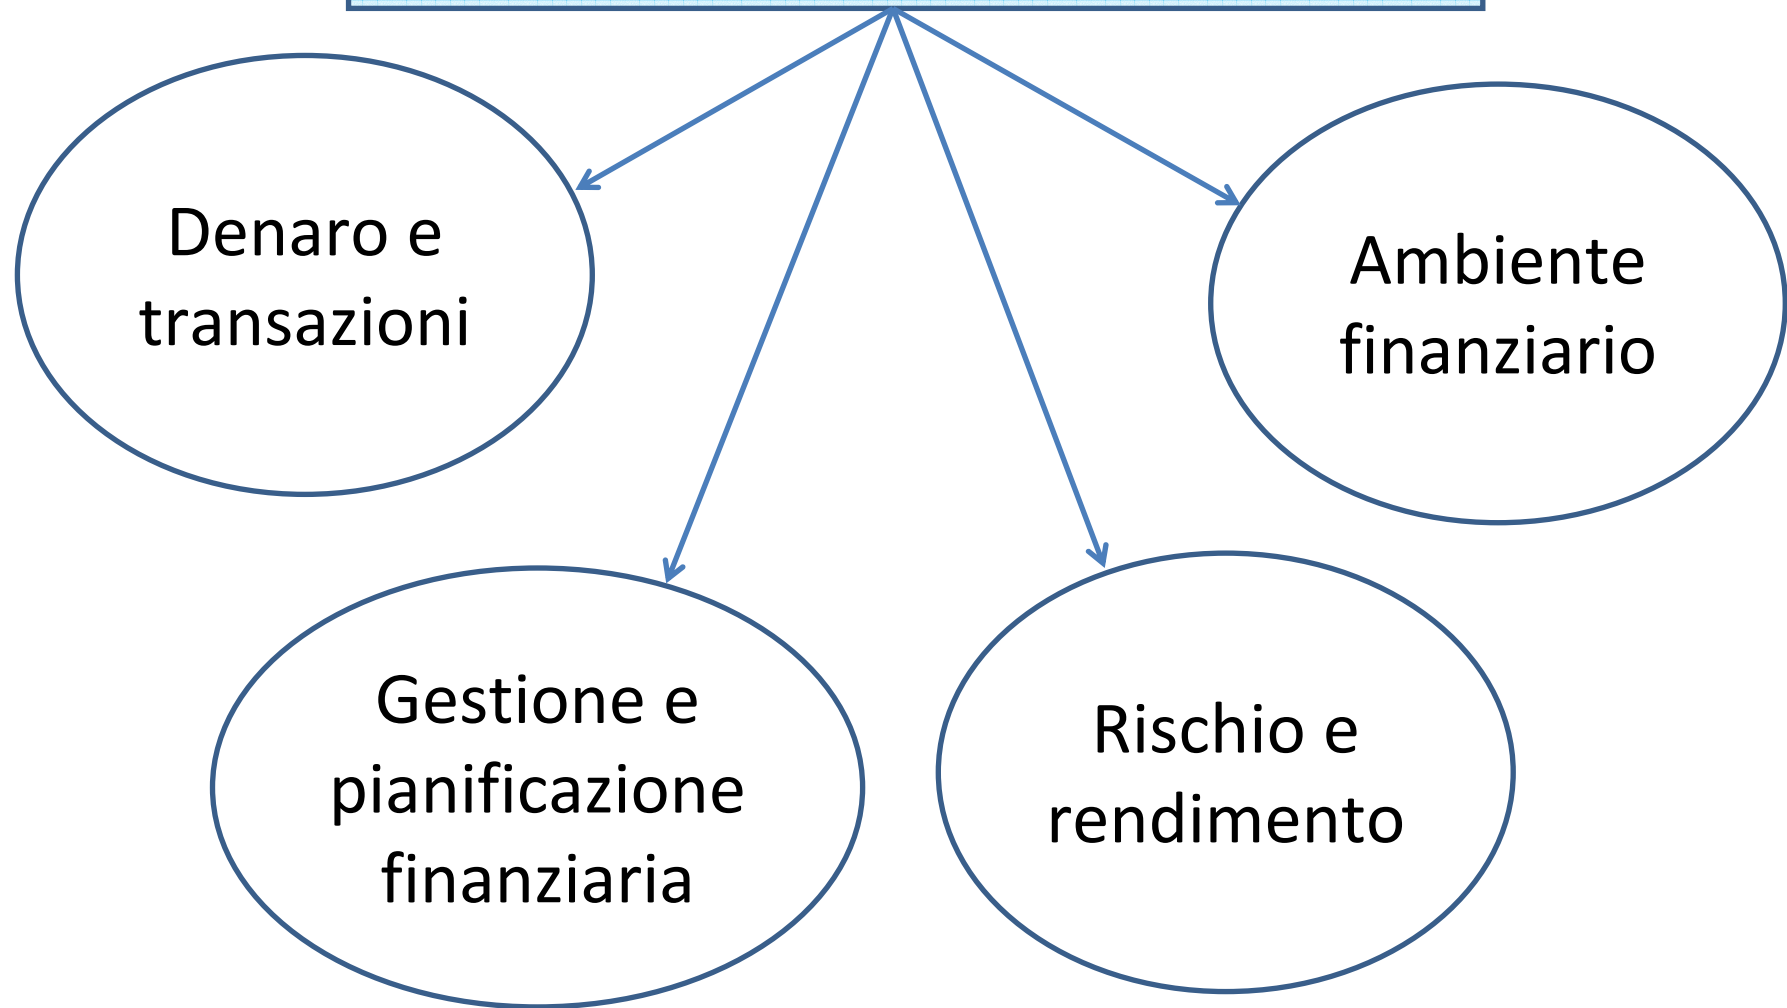 Denaro e
transazioni
Ambiente
finanziario
Gestione e
pianificazione
finanziaria
Rischio e
rendimento